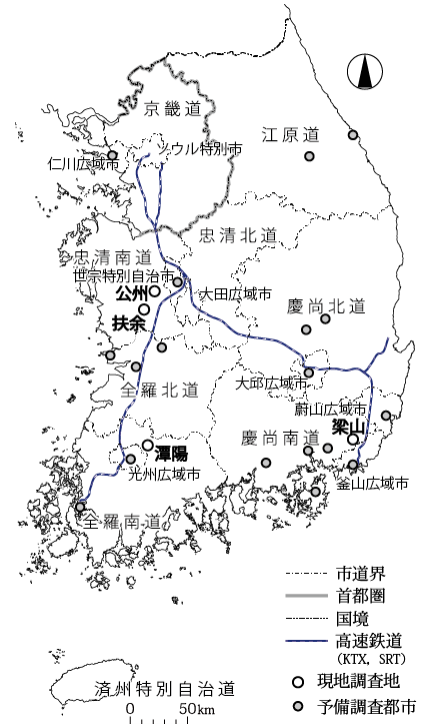 京畿道
江原道
ソウル特別市
仁川広域市
忠清北道
忠清南道
世宗特別自治市
公州
大田広域市
扶余
慶尚北道
全羅北道
大邱広域市
蔚山広域市
梁山
慶尚南道
潭陽
光州広域市
釜山広域市
全羅南道
市道界
首都圏
国境
高速鉄道
(KTX, SRT)
現地調査地
予備調査都市
済州特別自治道
0 50km